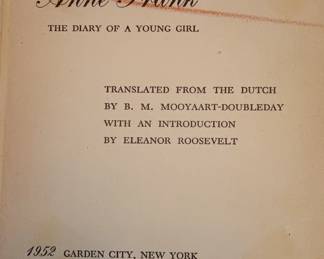 Anne Frank
THE DIARY OF A YOUNG GIRL
TRANSLATED FROM THE DUTCH
BY B. M. MOOYAART-DOUBLEDAY
WITH AN INTRODUCTION
BY ELEANOR ROOSEVELT
1952 GARDEN CITY, NEW YORK